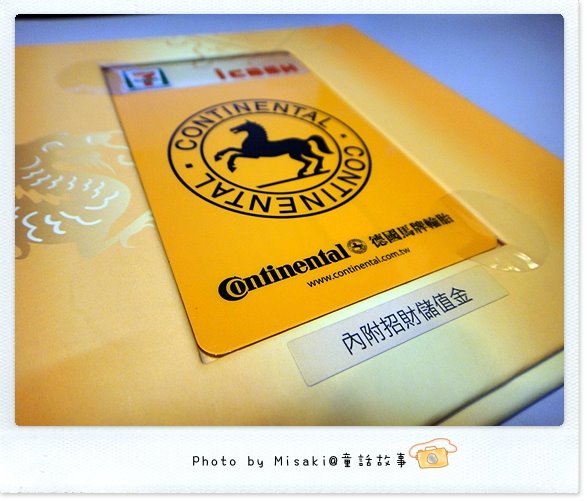 7
icash
CONTINENTAL · CONTINENTAL ·
Continental 德國馬牌輪胎
www.continental.com.tw
內附招財儲值金
Photo by Misaki@童話故事